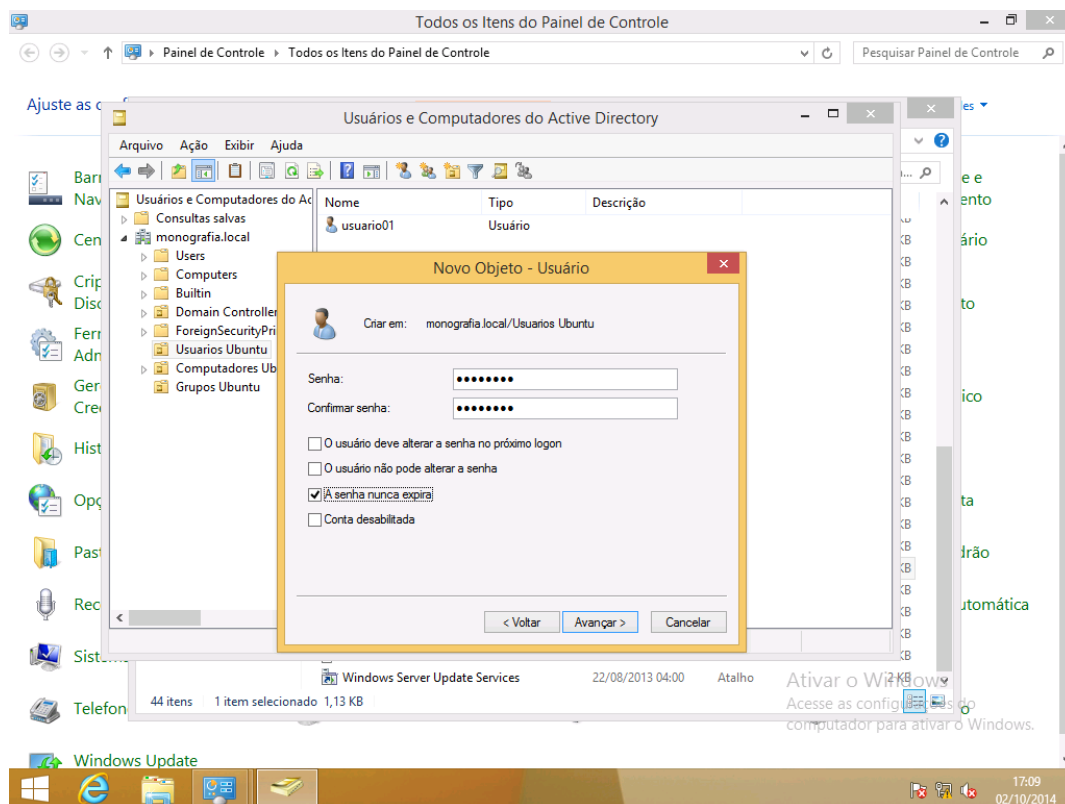 Todos os Itens do Painel de Controle
Painel de Controle Todos os Itens do Painel de Controle
Pesquisar Painel de Controle
Ajuste as
Usuários e Computadores do Active Directory
Arquivo Ação Exibir Ajuda
Usuários e Computadores do Ac
Consultas salvas
monografia.local
Users
Computers
Builtin
Domain Controller
ForeignSecurityPri
Usuarios Ubuntu
Computadores Ub
Grupos Ubuntu
Nome Tipo Descrição
usuario01 Usuário
Novo Objeto - Usuário
Criar em: monografia.local/Usuarios Ubuntu
Senha: ●●●●●●●●
Confirmar senha: ●●●●●●●●
O usuário deve alterar a senha no próximo logon
O usuário não pode alterar a senha
A senha nunca expira
Conta desabilitada
< Voltar Avançar > Cancelar
Barr
Nav
Cen
Crip
Disc
Ferr
Adn
Ger
Cre
Hist
Opç
Past
Rec
Siste
Telefon
Windows Update
e e
ento
ário
to
ico
ta
drão
utomática
Windows Server Update Services 22/08/2013 04:00 Atalho 2 KB
44 itens 1 item selecionado 1,13 KB
Ativar o Windows
Acesse as configurações do
computador para ativar o Windows.
17:09
02/10/2014